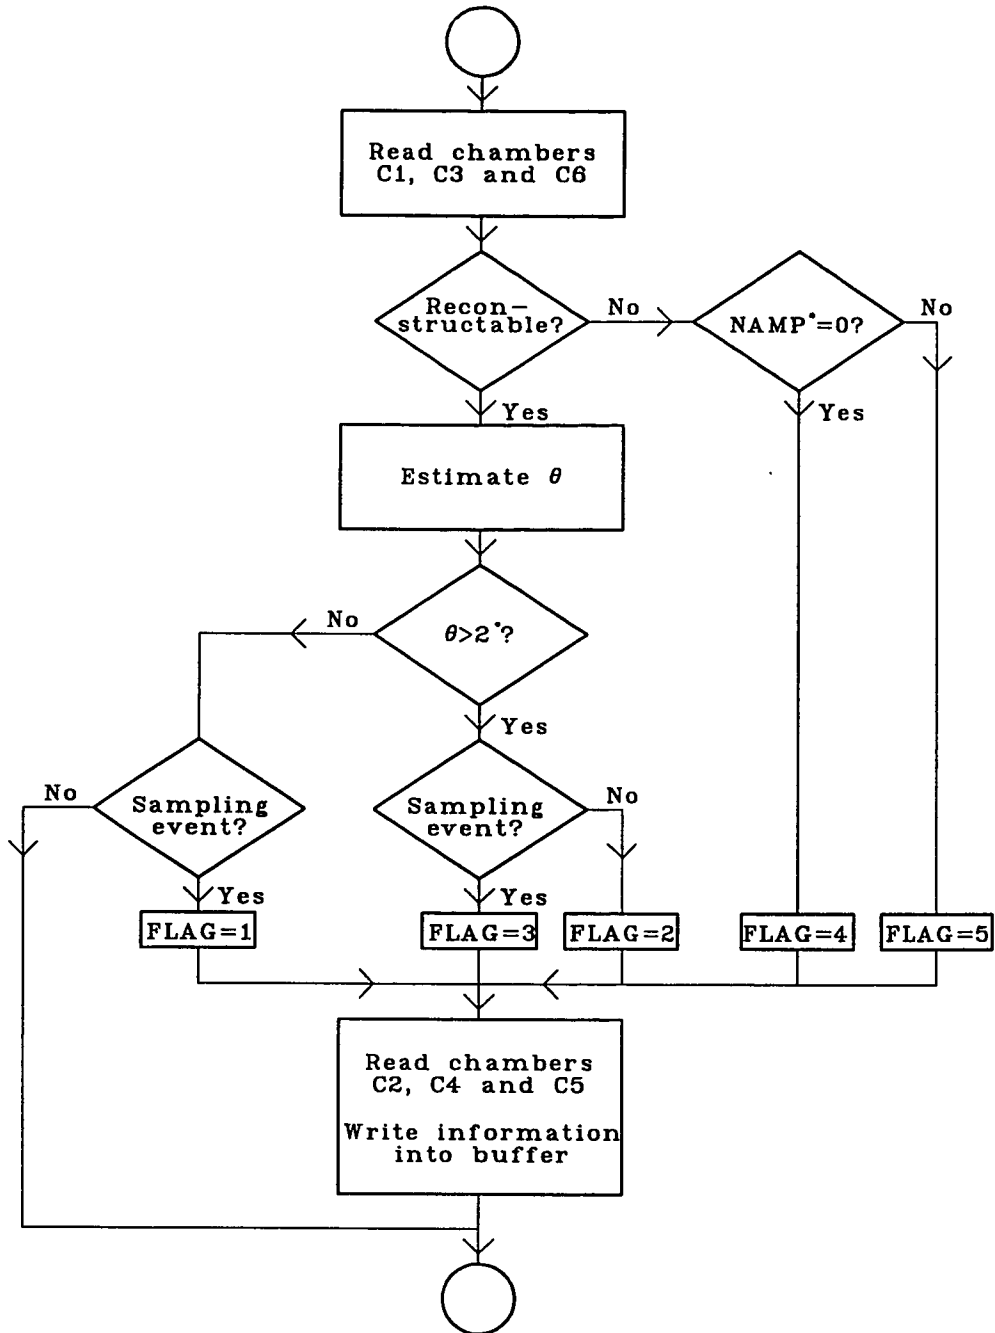 Read chambers
C1, C3 and C6
Recon-
structable?
No
NAMP*=0?
No
Yes
Yes
Estimate θ
No
θ>2°?
Yes
No
Sampling
event?
Sampling
event?
No
Yes
Yes
FLAG=1
FLAG=3
FLAG=2
FLAG=4
FLAG=5
Read chambers
C2, C4 and C5
Write information
into buffer